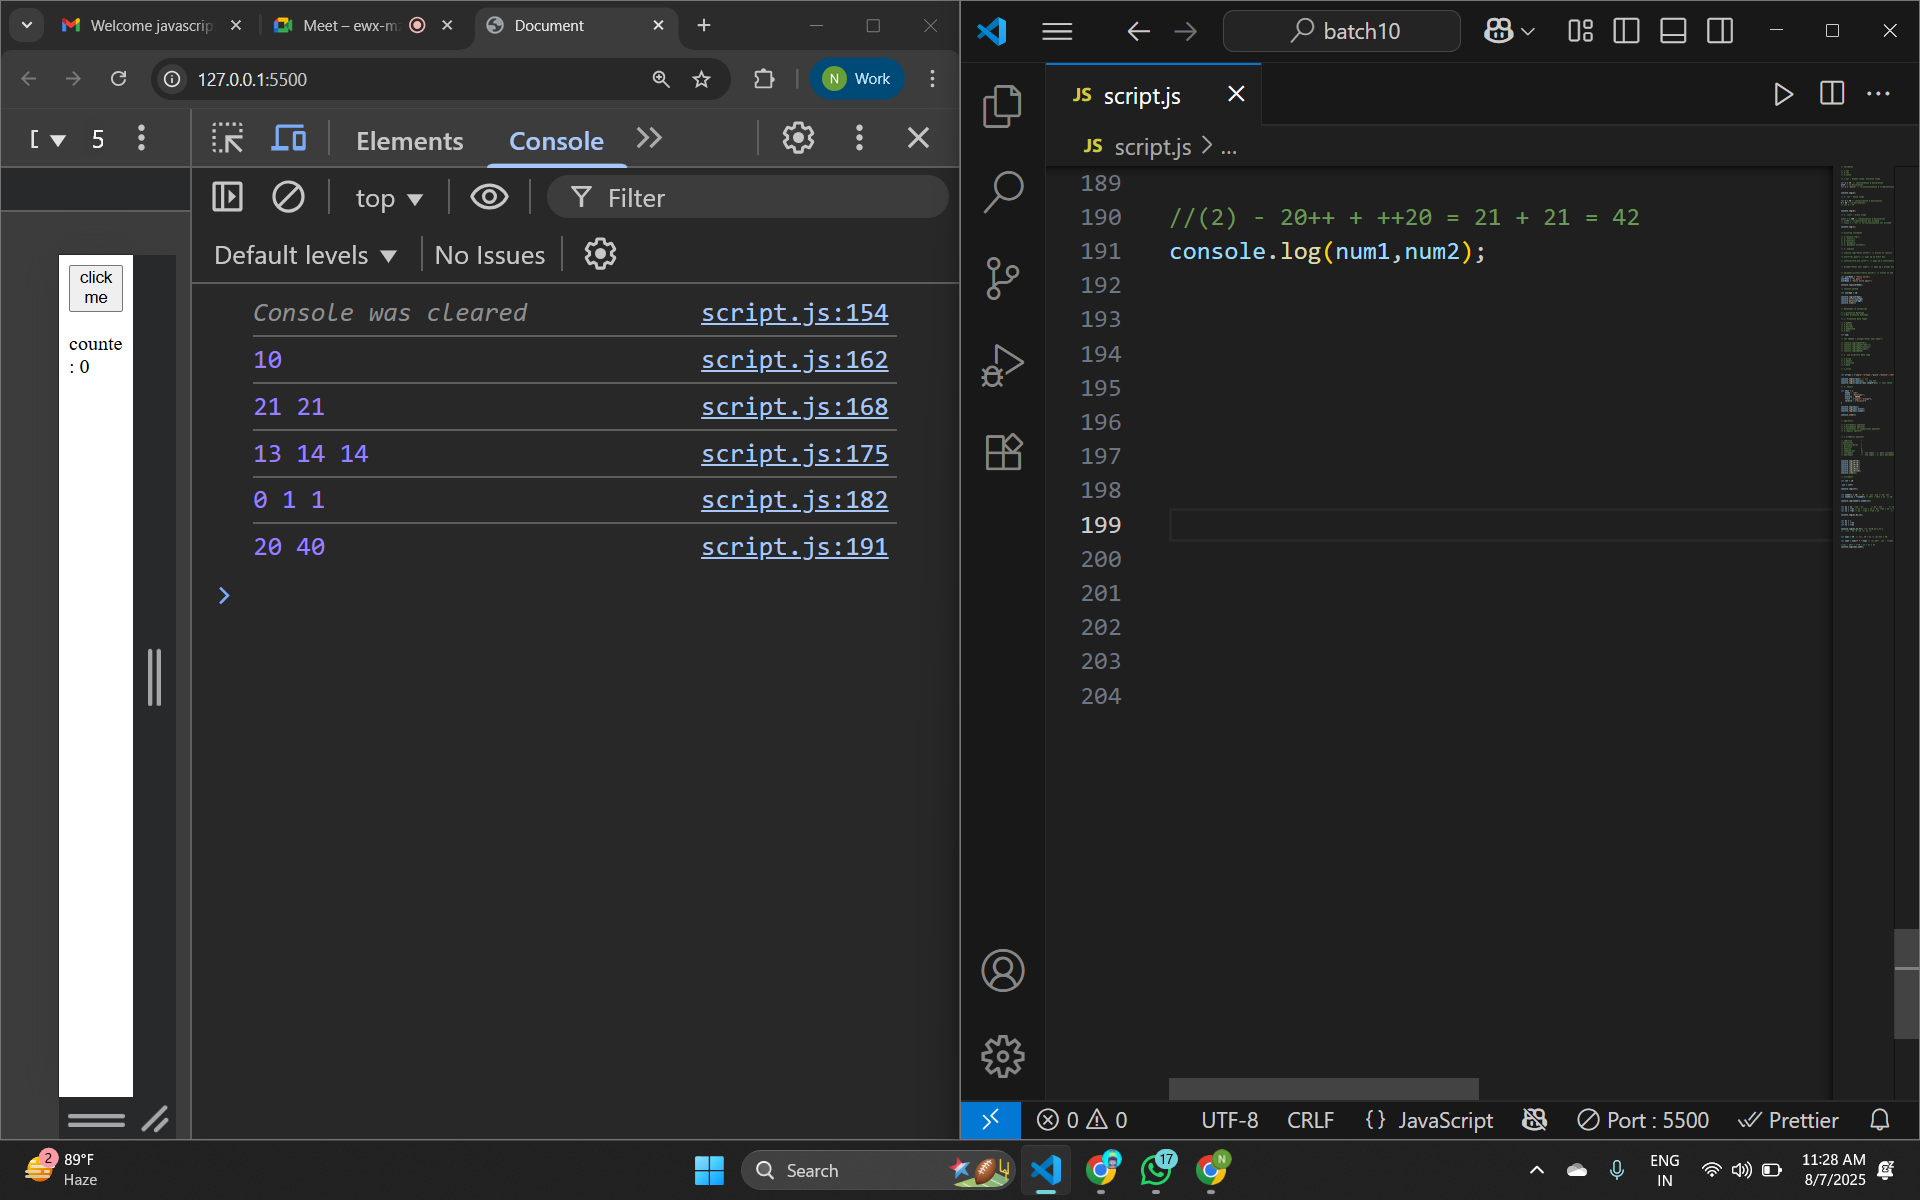 Welcome javascrip
Meet – ewx-m
Document
127.0.0.1:5500
N Work
5
Elements
Console
top
Filter
Default levels
No Issues
click
me
counte
: 0
Console was cleared
script.js:154
10
script.js:162
21 21
script.js:168
13 14 14
script.js:175
0 1 1
script.js:182
20 40
script.js:191
batch10
JS script.js
JS script.js > ...
189
190 //(2) - 20++ + ++20 = 21 + 21 = 42
191 console.log(num1,num2);
192
193
194
195
196
197
198
199
200
201
202
203
204
0 0
UTF-8
CRLF
{} JavaScript
Port : 5500
Prettier
2
89°F
Haze
Search
17
N
ENG
IN
11:28 AM
8/7/2025